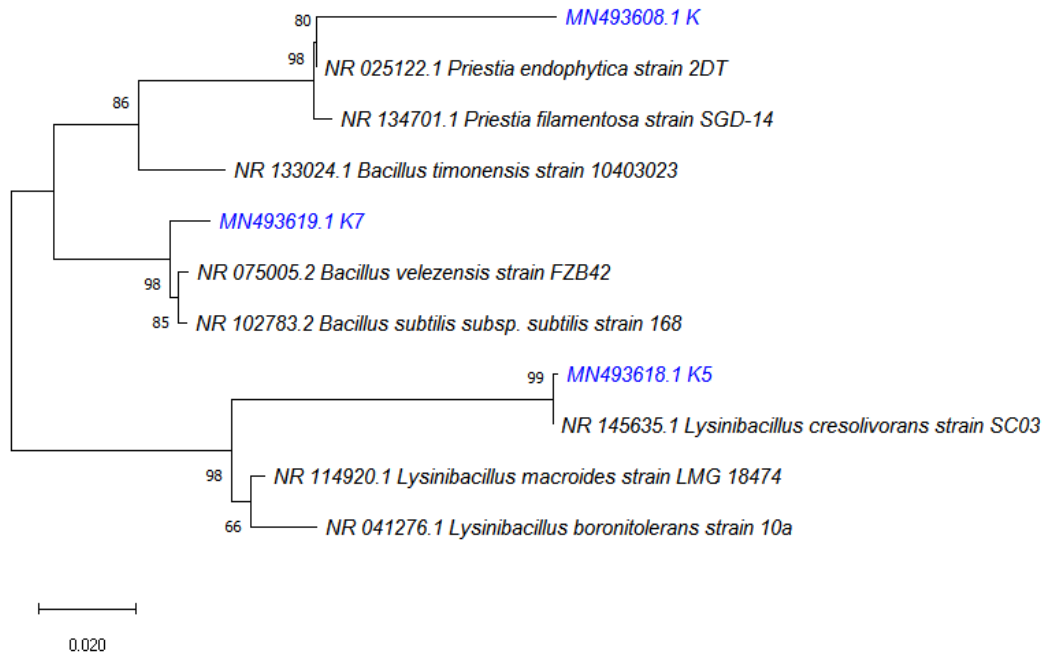 80
MN493608.1 K
98
NR 025122.1 Priestia endophytica strain 2DT
86
NR 134701.1 Priestia filamentosa strain SGD-14
NR 133024.1 Bacillus timonensis strain 10403023
MN493619.1 K7
98
NR 075005.2 Bacillus velezensis strain FZB42
85
NR 102783.2 Bacillus subtilis subsp. subtilis strain 168
99
MN493618.1 K5
NR 145635.1 Lysinibacillus cresolivorans strain SC03
98
NR 114920.1 Lysinibacillus macroides strain LMG 18474
66
NR 041276.1 Lysinibacillus boronitolerans strain 10a
0.020